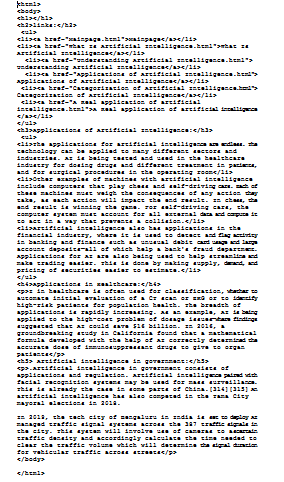 <html>
<body>
<h1></h1>
<h2>links:</h2>
<ul>
<li><a href="mainpage.html">mainpage</a></li>
<li><a href="what is artificial intelligence.html">what is
artificial intelligence</a></li>
<li><a href="understanding artificial intelligence.html">
understanding artificial intelligence</a></li>
<li><a href="applications of artificial intelligence.html">
applications of artificial intelligence</a></li>
<li><a href="Categorization of artificial intelligence.html">
Categorization of artificial intelligence</a></li>
<li><a href="a meal application of artificial
intelligence.html">a meal application of artificial intelligence
</a></li>
</ul>
<h3>applications of artificial intelligence:</h3>
<ul>
<li>The applications for artificial intelligence are endless. The
technology can be applied to many different sectors and
industries. AI is being tested and used in the healthcare
industry for dosing drugs and different treatment in patients,
and for surgical procedures in the operating room</li>
<li>Other examples of machines with artificial intelligence
include computers that play chess and self-driving cars. Each of
these machines must weigh the consequences of any action they
take, as each action will impact the end result. In chess, the
end result is winning the game. For self-driving cars, the
computer system must account for all external data and compute it
to act in a way that prevents a collision.</li>
<li>Artificial intelligence also has applications in the
financial industry, where it is used to detect and flag activity
in banking and finance such as unusual debit card usage and large
account deposits—all of which help a bank's fraud department.
Applications for AI are also being used to help streamline and
make trading easier. This is done by making supply, demand, and
pricing of securities easier to estimate.</li>
</ul>
<h4>applications in healthcare:</h4>
<p>AI in healthcare is often used for classification, whether to
automate initial evaluation of a CT scan or EKG or to identify
high-risk patients for population health. The breadth of
applications is rapidly increasing. As an example, AI is being
applied to the high-cost problem of dosage issues—where findings
suggested that AI could save $16 billion. In 2016, a
groundbreaking study in California found that a mathematical
formula developed with the help of AI correctly determined the
accurate dose of immunosuppressant drugs to give to organ
patients</p>
<h5> artificial intelligence in government:</h5>
<p>.Artificial intelligence in government consists of
applications and regulation. Artificial intelligence paired with
facial recognition systems may be used for mass surveillance.
This is already the case in some parts of China.[314][315] An
artificial intelligence has also competed in the Tama City
mayoral elections in 2018.

In 2019, the tech city of Bengaluru in India is set to deploy AI
managed traffic signal systems across the 387 traffic signals in
the city. This system will involve use of cameras to ascertain
traffic density and accordingly calculate the time needed to
clear the traffic volume which will determine the signal duration
for vehicular traffic across streets</p>
</body>

</html>